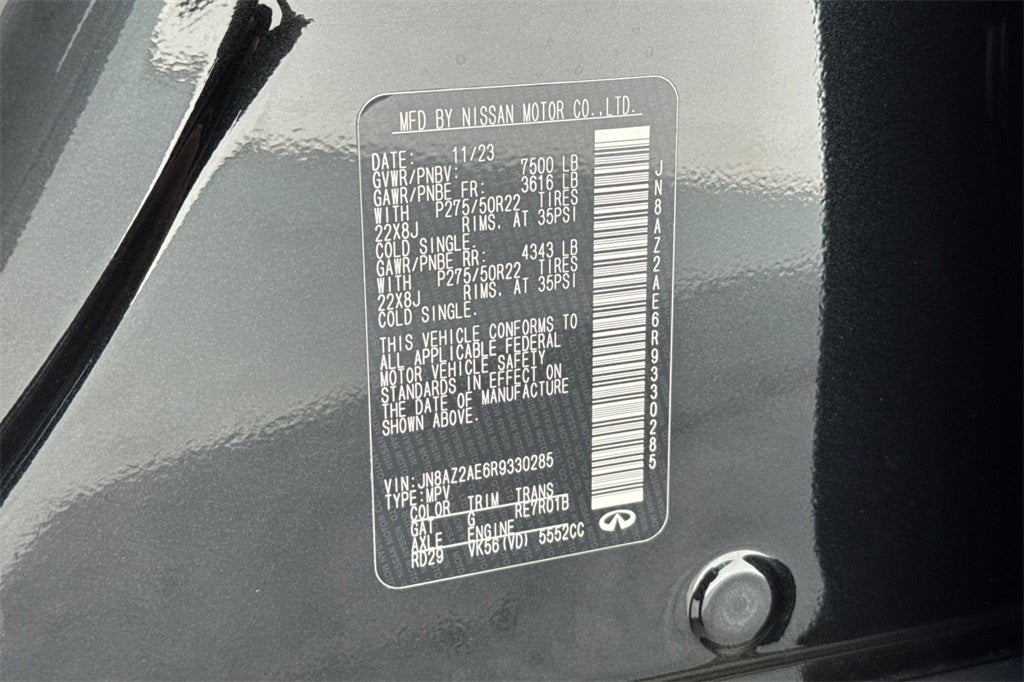 MFD BY NISSAN MOTOR CO.,LTD.
DATE: 11/23
GVWR/PNBV: 7500 LB
GAWR/PNBE FR: 3616 LB
WITH P275/50R22 TIRES
22X8J RIMS, AT 35PSI
COLD SINGLE.
GAWR/PNBE RR: 4343 LB
WITH P275/50R22 TIRES
22X8J RIMS, AT 35PSI
COLD SINGLE.
THIS VEHICLE CONFORMS TO
ALL APPLICABLE FEDERAL
MOTOR VEHICLE SAFETY
STANDARDS IN EFFECT ON
THE DATE OF MANUFACTURE
SHOWN ABOVE.
VIN:JN8AZ2AE6R9330285
TYPE:MPV
COLOR TRIM TRANS
GAT G RE7R01B
AXLE ENGINE
RD29 VK56(VD) 5552CC
JN8AZ2AE6R9330285